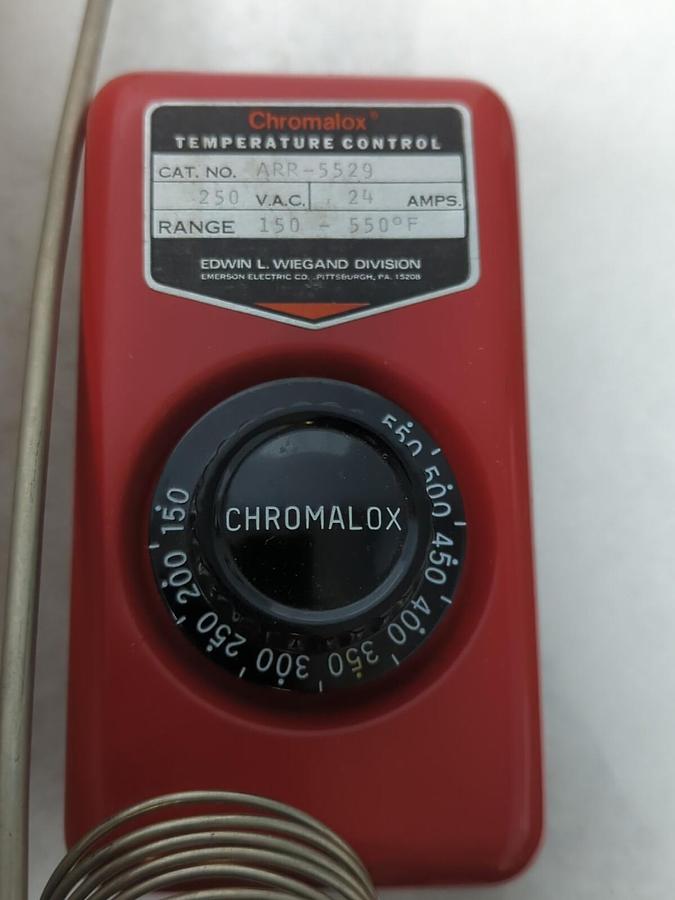 Chromalox®
TEMPERATURE CONTROL
CAT. NO. ARR-5529
250 V.A.C. 24 AMPS.
RANGE 150 - 550°F
EDWIN L. WIEGAND DIVISION
EMERSON ELECTRIC CO. PITTSBURGH, PA. 15208
CHROMALOX
150
200
250
300
350
400
450
500
550